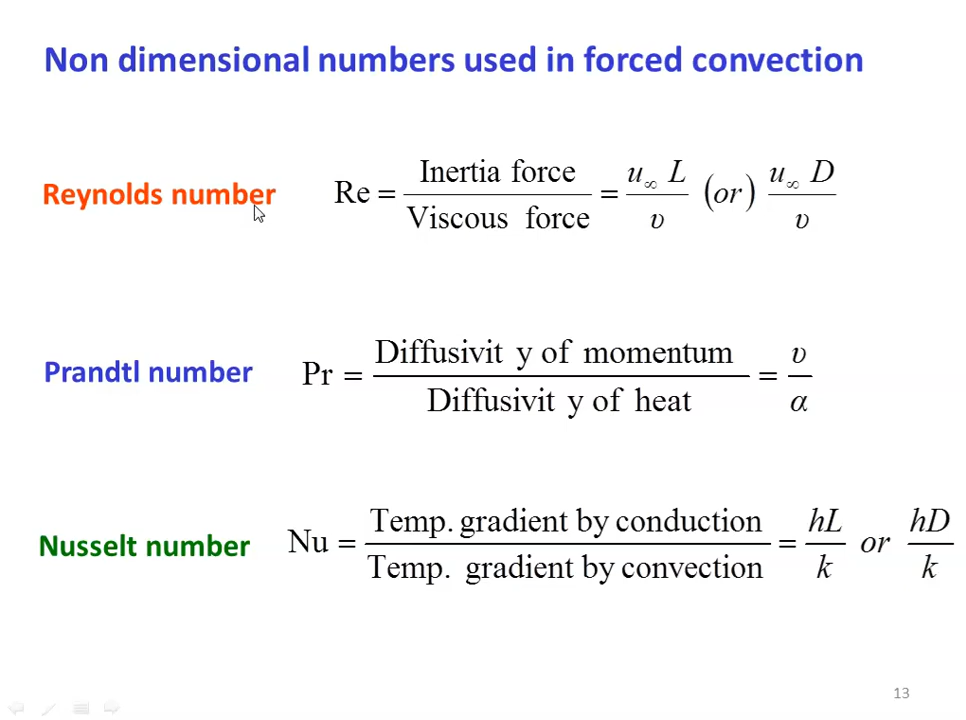 Non dimensional numbers used in forced convection
Reynolds number Re = Inertia force / Viscous force = u∞ L / υ (or) u∞ D / υ
Prandtl number Pr = Diffusivit y of momentum / Diffusivit y of heat = υ / α
Nusselt number Nu = Temp. gradient by conduction / Temp. gradient by convection = hL / k or hD / k
13